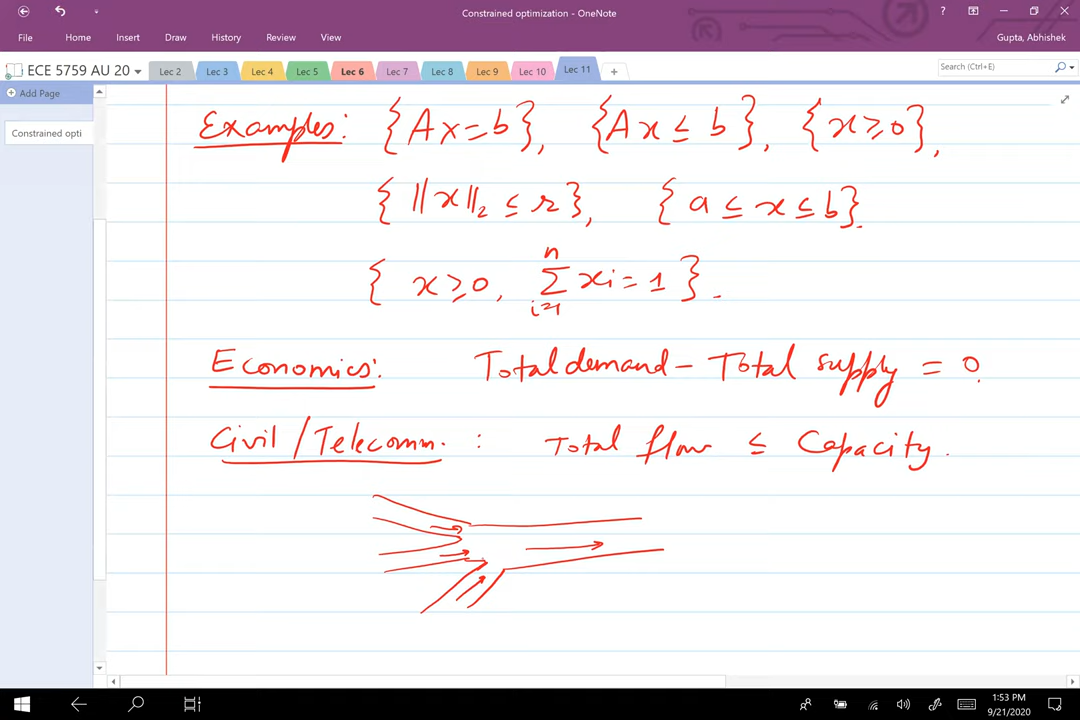 Constrained optimization - OneNote
?
File Home Insert Draw History Review View
Gupta, Abhishek
ECE 5759 AU 20 Lec 2 Lec 3 Lec 4 Lec 5 Lec 6 Lec 7 Lec 8 Lec 9 Lec 10 Lec 11 +
Search (Ctrl+E)
Add Page
Constrained opti
Examples: {Ax=b}, {Ax ≤ b}, {x≥0},
{||x||₂ ≤ r}, {a ≤ x ≤ b}.
{ x≥0, ∑_{i=1}^{n} xi = 1 }.
Economics: Total demand - Total supply = 0.
Civil / Telecomm. : Total flow ≤ Capacity.
1:53 PM
9/21/2020